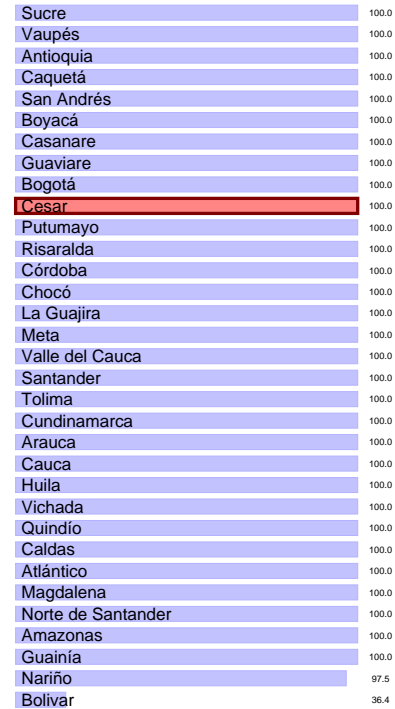 Sucre 100.0
Vaupés 100.0
Antioquia 100.0
Caquetá 100.0
San Andrés 100.0
Boyacá 100.0
Casanare 100.0
Guaviare 100.0
Bogotá 100.0
Cesar 100.0
Putumayo 100.0
Risaralda 100.0
Córdoba 100.0
Chocó 100.0
La Guajira 100.0
Meta 100.0
Valle del Cauca 100.0
Santander 100.0
Tolima 100.0
Cundinamarca 100.0
Arauca 100.0
Cauca 100.0
Huila 100.0
Vichada 100.0
Quindío 100.0
Caldas 100.0
Atlántico 100.0
Magdalena 100.0
Norte de Santander 100.0
Amazonas 100.0
Guainía 100.0
Nariño 97.5
Bolivar 36.4